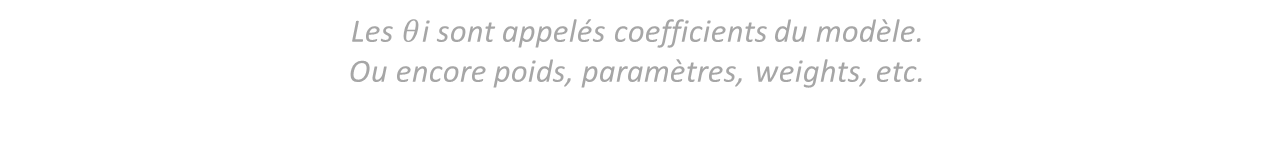 Les θi sont appelés coefficients du modèle.
Ou encore poids, paramètres, weights, etc.